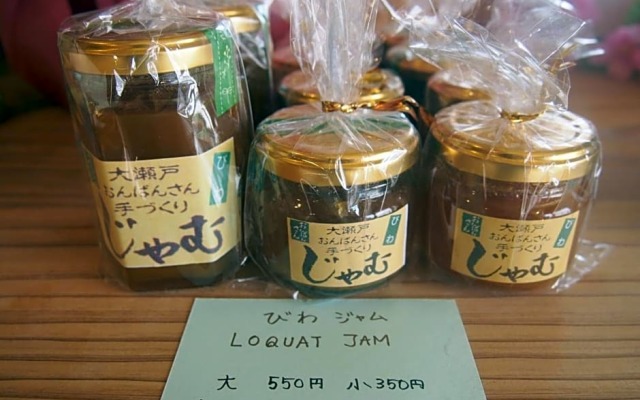 びわ
大瀬戸
おんばんさん
手づくり
じゃむ
びわ
大瀬戸
おんばんさん
手づくり
じゃむ
びわ
大瀬戸
おんばんさん
手づくり
じゃむ
びわ ジャム
LOQUAT JAM
大 550円 小 350円